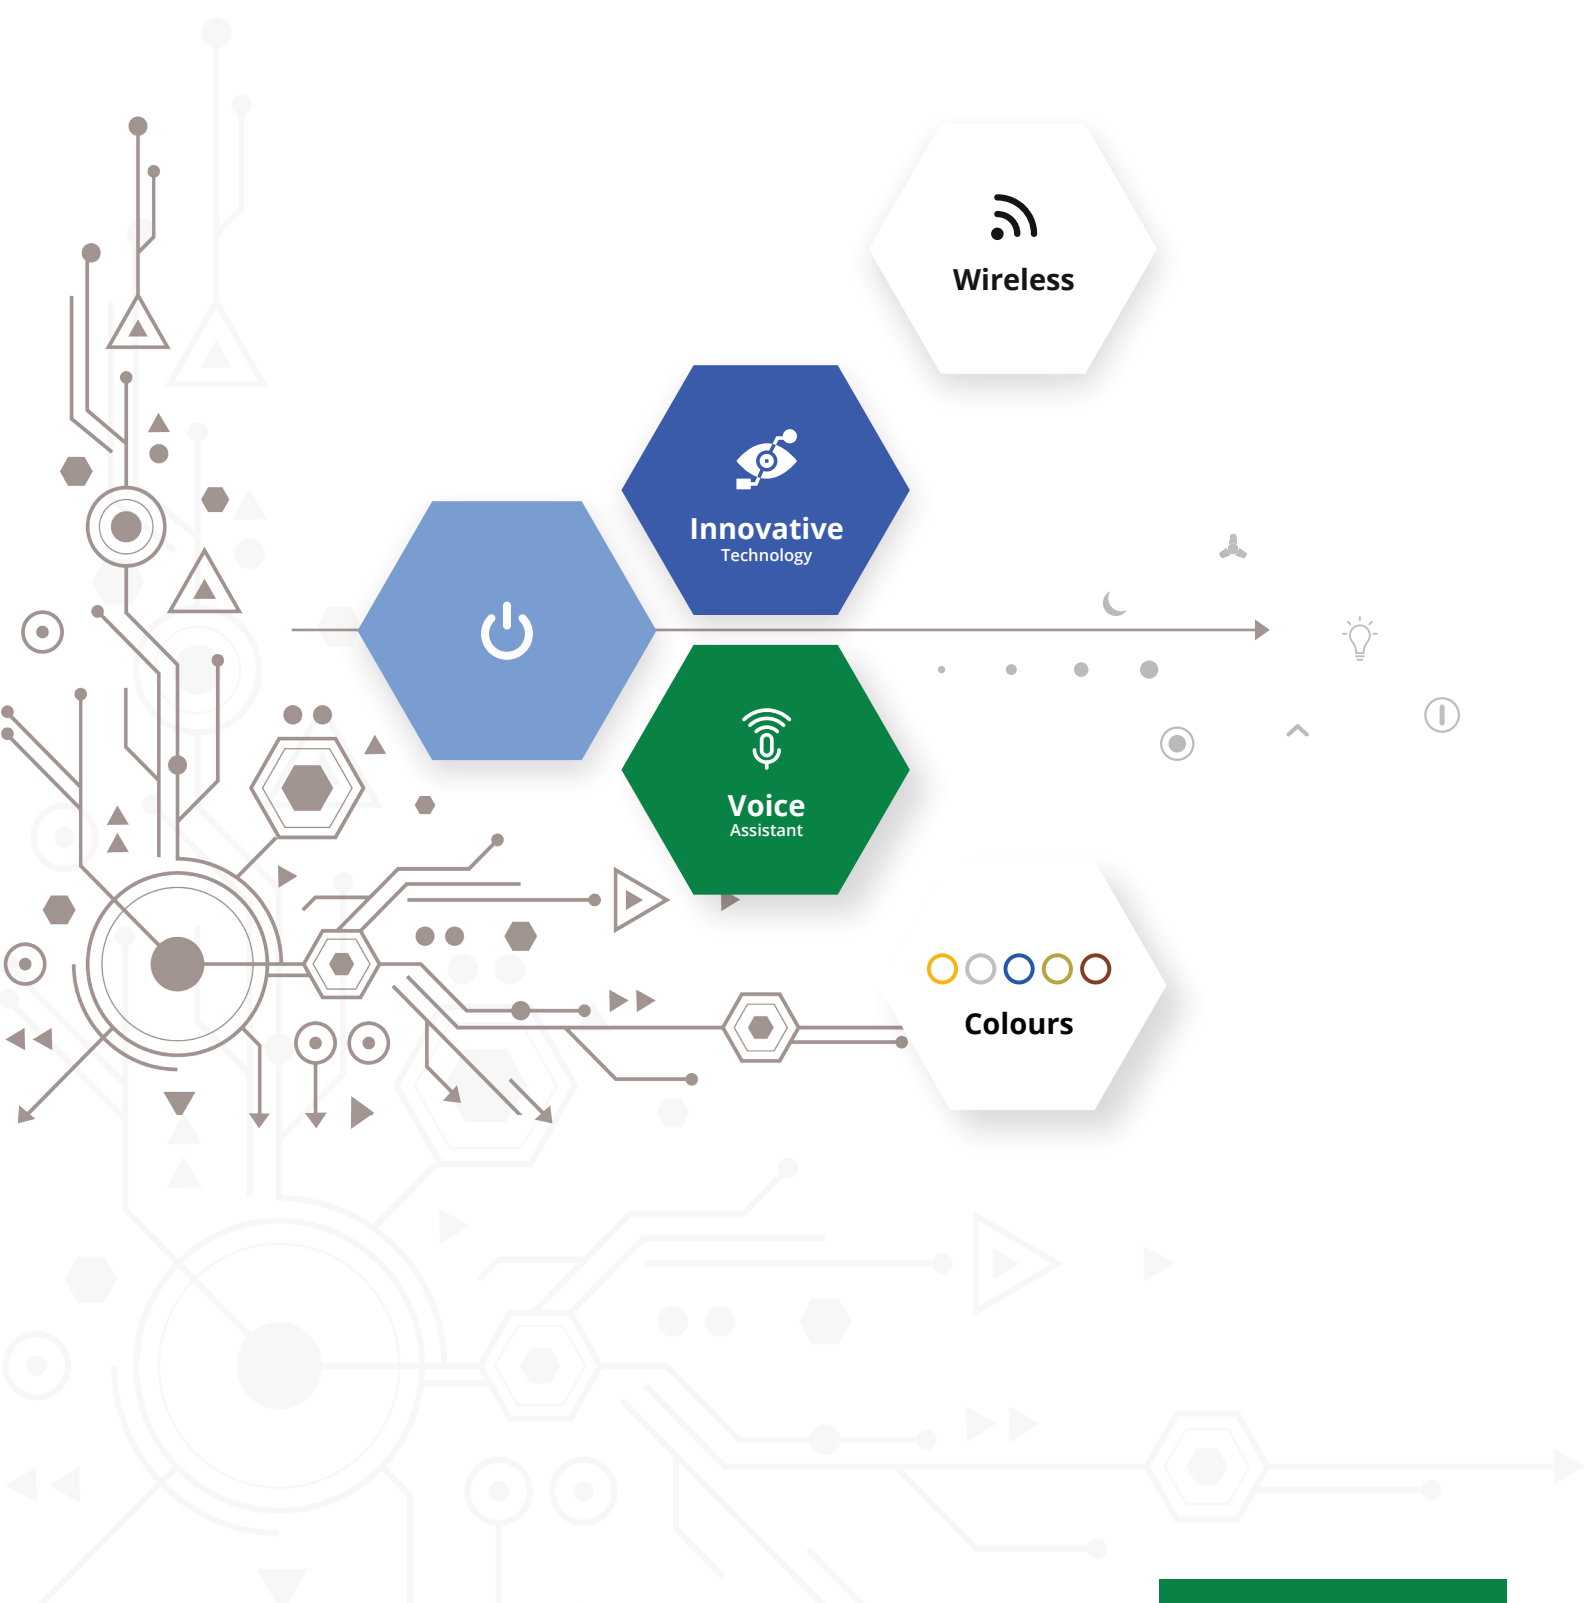 Wireless
Innovative
Technology
Voice
Assistant
Colours